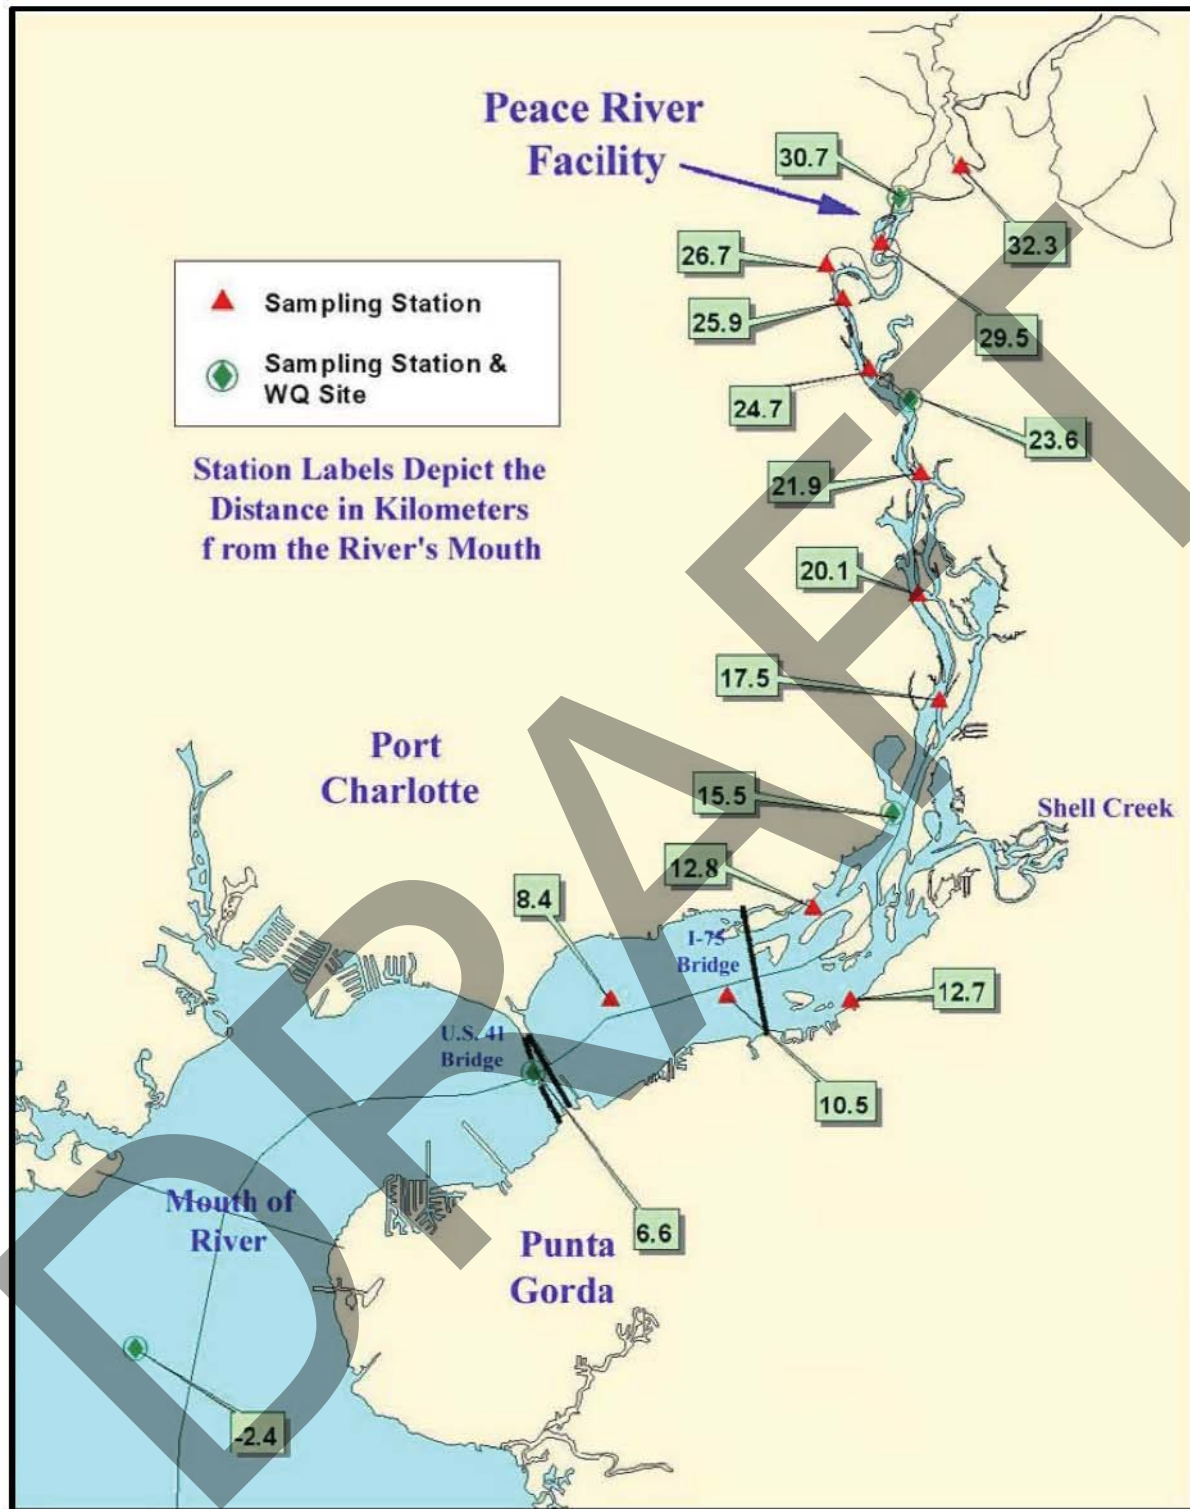 Peace River
Facility
30.7
32.3
26.7
29.5
25.9
Sampling Station
Sampling Station &
WQ Site
24.7
23.6
Station Labels Depict the
Distance in Kilometers
f rom the River's Mouth
21.9
20.1
17.5
Port
Charlotte
15.5
Shell Creek
12.8
8.4
I-75
Bridge
12.7
U.S. 41
Bridge
10.5
Mouth of
River
6.6
Punta
Gorda
-2.4
DRAFT